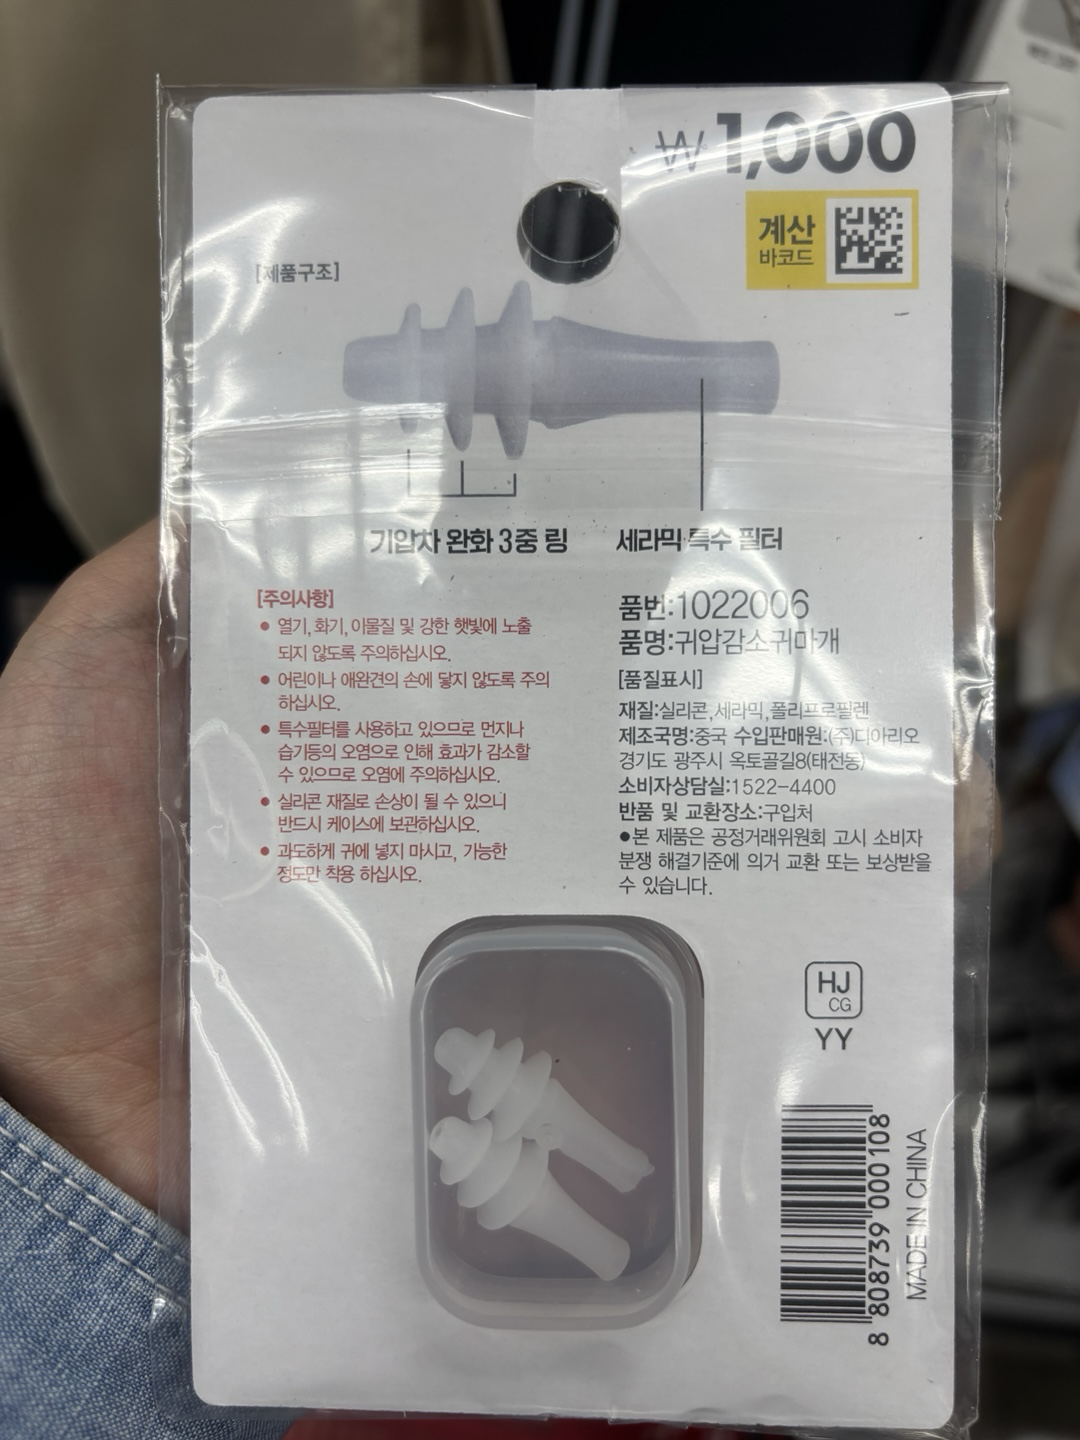 ₩1,000
계산
바코드
[제품구조]
기압차 완화 3중 링
세라믹 특수 필터
[주의사항]
● 열기, 화기, 이물질 및 강한 햇빛에 노출
되지 않도록 주의하십시오.
● 어린이나 애완견의 손에 닿지 않도록 주의
하십시오.
● 특수필터를 사용하고 있으므로 먼지나
습기등의 오염으로 인해 효과가 감소할
수 있으므로 오염에 주의하십시오.
● 실리콘 재질로 손상이 될 수 있으니
반드시 케이스에 보관하십시오.
● 과도하게 귀에 넣지 마시고, 가능한
정도만 착용 하십시오.
품번:1022006
품명:귀압감소귀마개
[품질표시]
재질:실리콘,세라믹,폴리프로필렌
제조국명:중국 수입판매원:(주)디아리오
경기도 광주시 옥토골길8(태전동)
소비자상담실:1522-4400
반품 및 교환장소:구입처
●본 제품은 공정거래위원회 고시 소비자
분쟁 해결기준에 의거 교환 또는 보상받을
수 있습니다.
HJ
CG
YY
8 808739 000108
MADE IN CHINA